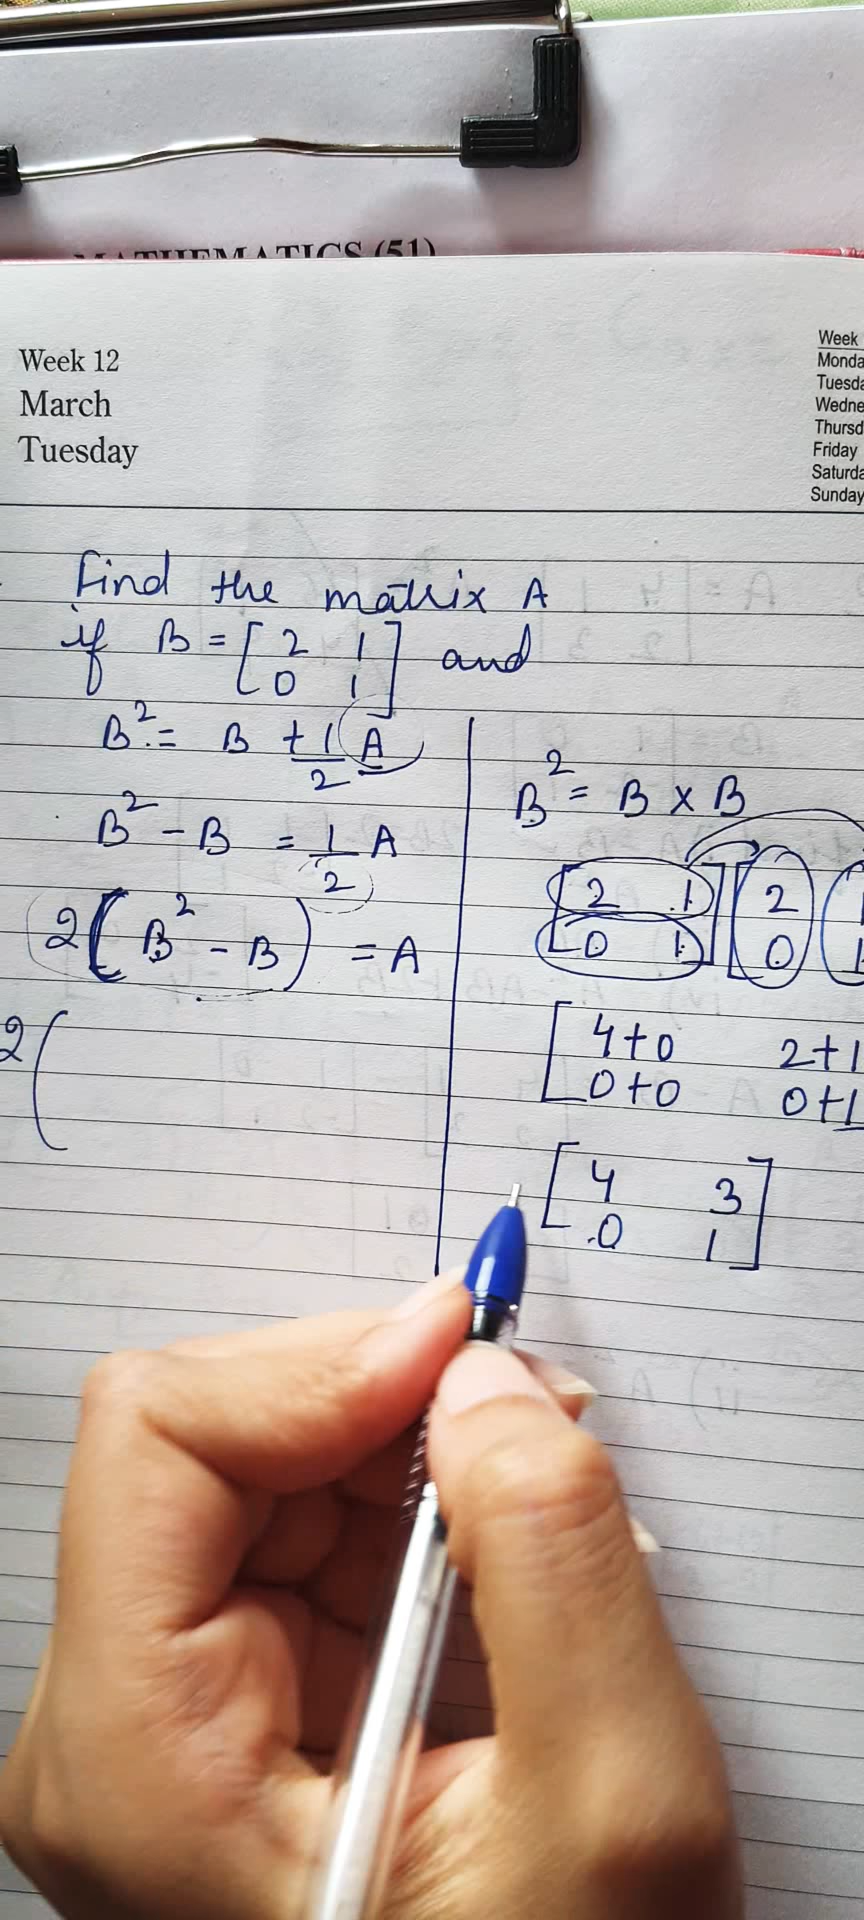 MATHEMATICS (51)
Week 12
March
Tuesday
Week
Monda
Tuesda
Wedne
Thursd
Friday
Saturda
Sunday
Find the matrix A
if B = [ 2 1
0 1 ] and
B² = B + 1/2 A
B² - B = 1/2 A
2 ( B² - B ) = A
2 (
B² = B × B
[ 2 1 ] [ 2 1
0 1 0 1
[ 4+0 2+1
0+0 0+1
[ 4 3 ]
0 1